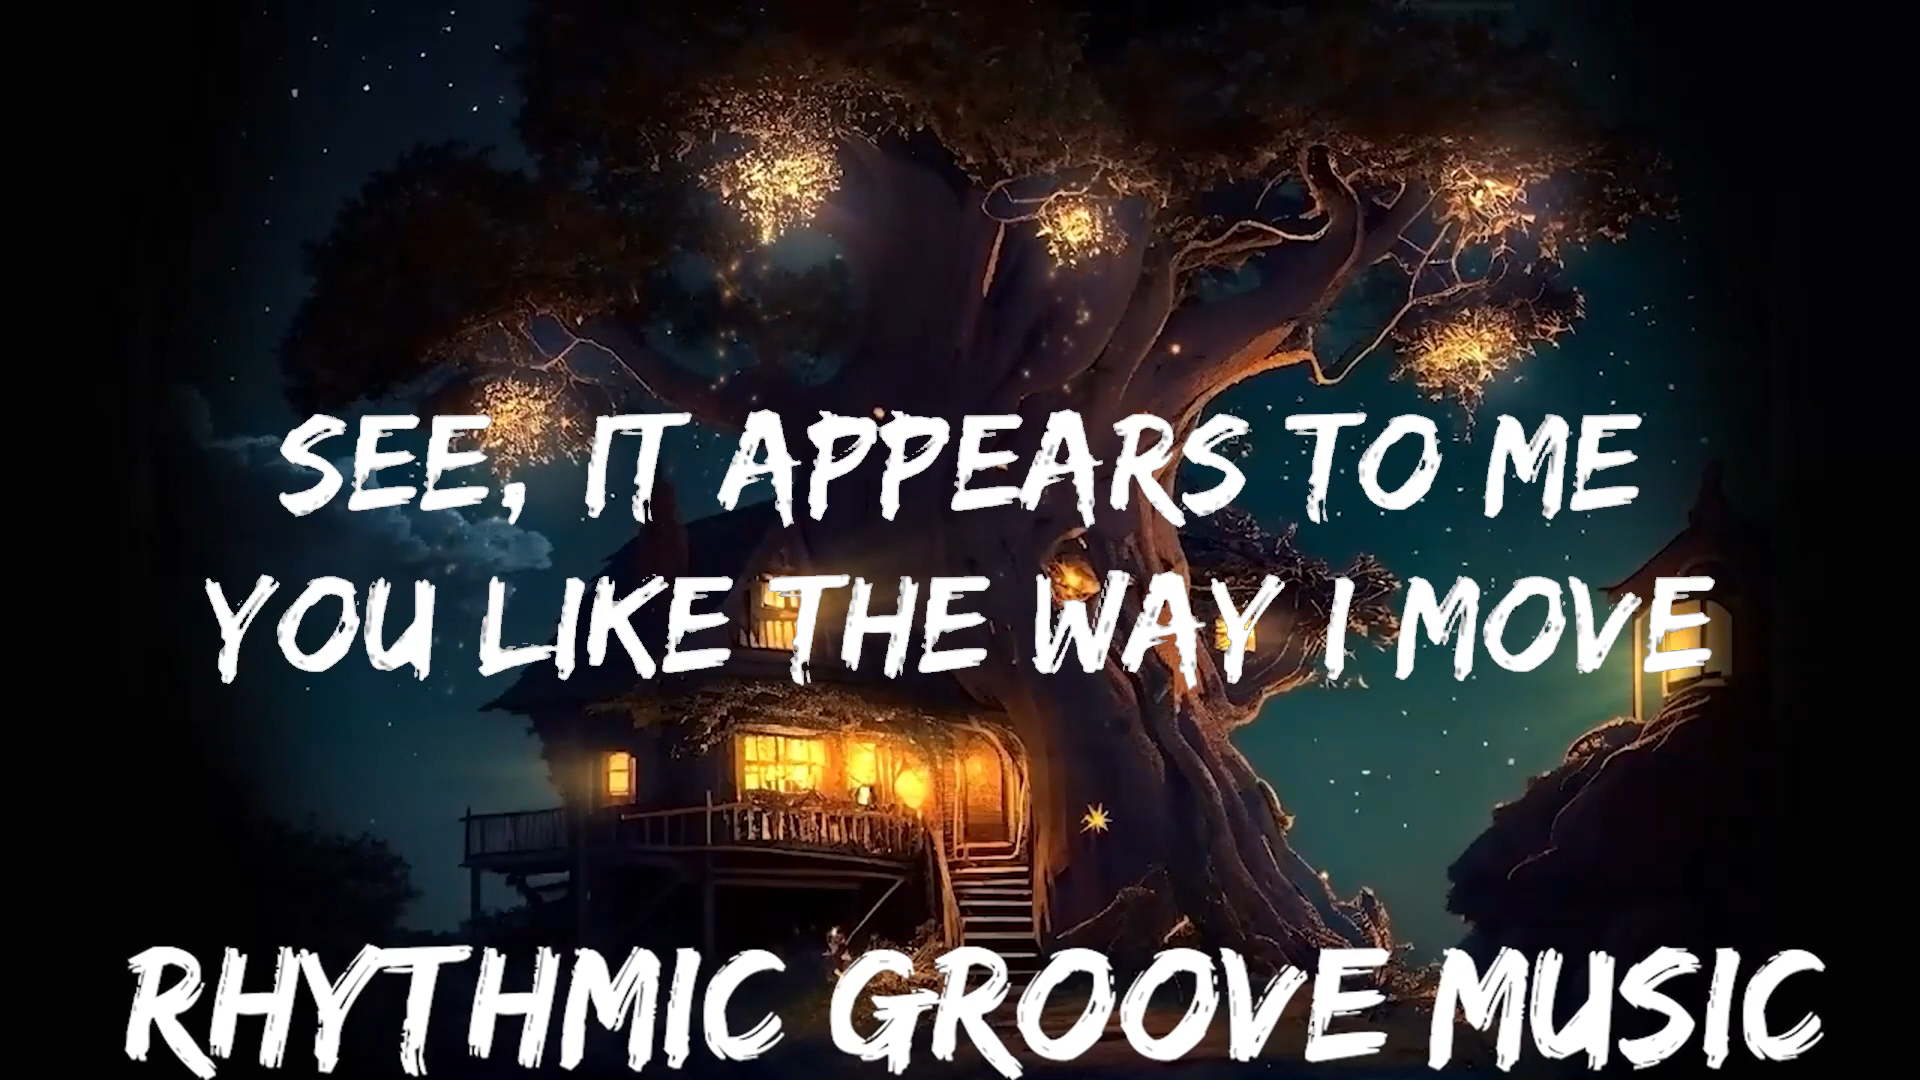 SEE, IT APPEARS TO ME
YOU LIKE THE WAY I MOVE
RHYTHMIC GROOVE MUSIC